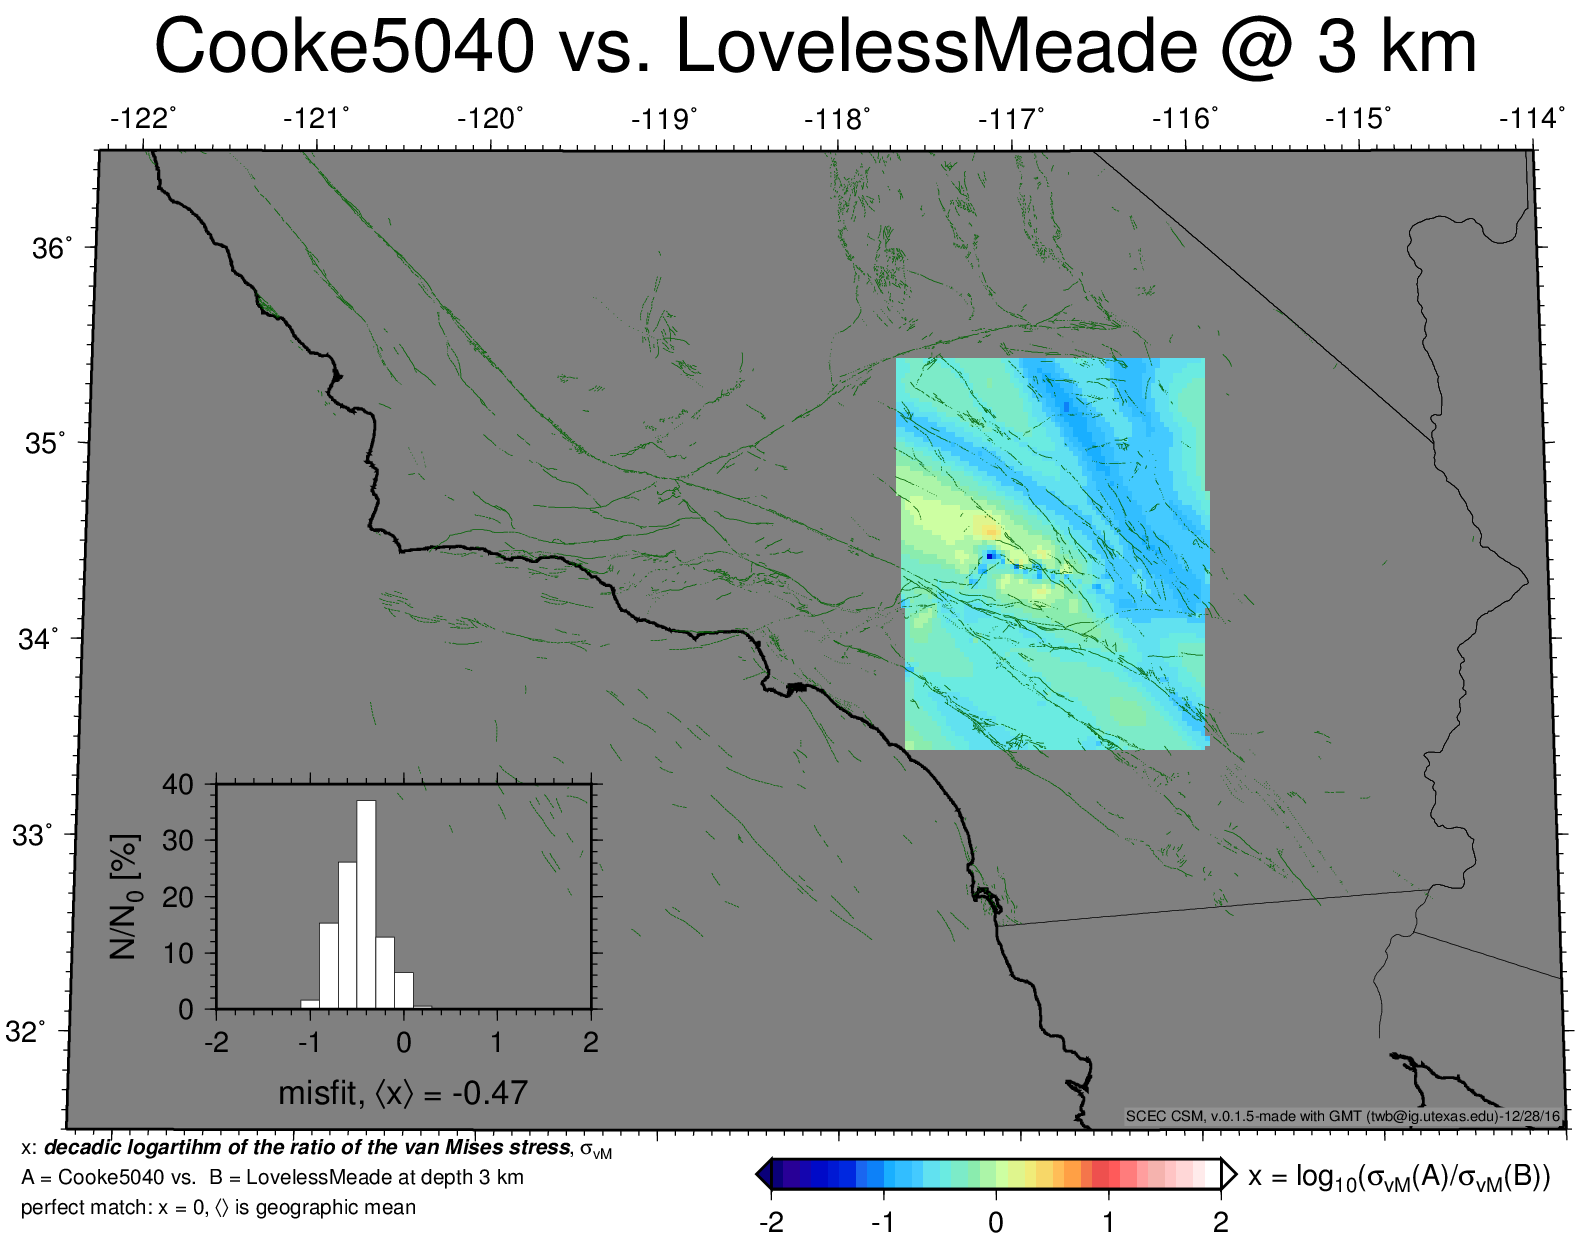 Cooke5040 vs. LovelessMeade @ 3 km
-122˚ -121˚ -120˚ -119˚ -118˚ -117˚ -116˚ -115˚ -114˚
36˚
35˚
34˚
33˚
32˚
40
30
20
10
0
N/N0 [%]
-2 -1 0 1 2
misfit, ⟨x⟩ = -0.47
SCEC CSM, v.0.1.5-made with GMT (twb@ig.utexas.edu)-12/28/16
x: decadic logartihm of the ratio of the van Mises stress, σvM
A = Cooke5040 vs. B = LovelessMeade at depth 3 km
perfect match: x = 0, ⟨⟩ is geographic mean
x = log10(σvM(A)/σvM(B))
-2 -1 0 1 2